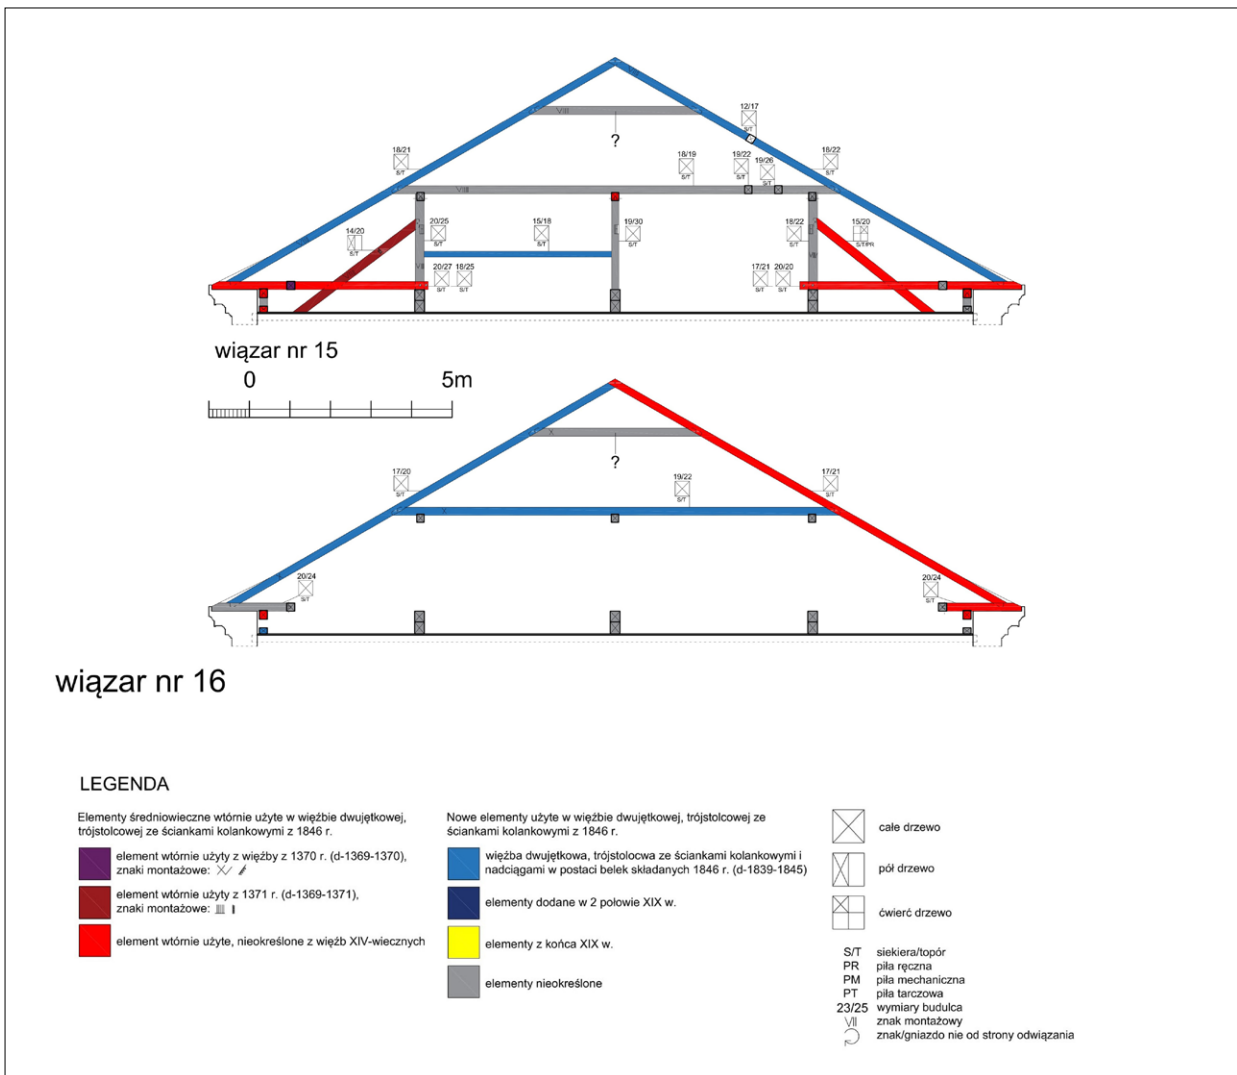 12/17
S/T
18/21
S/T
VIII
?
18/19
S/T
19/22
S/T
19/26
S/T
18/22
S/T
VIII
14/20
S/T
20/25
S/T
15/18
S/T
19/30
S/T
18/22
S/T
15/20
S/T/PR
20/27
S/T
18/25
S/T
17/21
S/T
20/20
S/T
wiązar nr 15
0 5m
X
?
17/20
S/T
19/22
S/T
17/21
S/T
X
20/24
S/T
20/24
S/T
wiązar nr 16
LEGENDA
Elementy średniowieczne wtórnie użyte w więźbie dwujętkowej,
trójstolcowej ze ściankami kolankowymi z 1846 r.
element wtórnie użyty z więźby z 1370 r. (d-1369-1370),
znaki montażowe:
element wtórnie użyty z 1371 r. (d-1369-1371),
znaki montażowe:
element wtórnie użyte, nieokreślone z więźb XIV-wiecznych
Nowe elementy użyte w więźbie dwujętkowej, trójstolcowej ze
ściankami kolankowymi z 1846 r.
więźba dwujętkowa, trójstolocwa ze ściankami kolankowymi i
nadciągami w postaci belek składanych 1846 r. (d-1839-1845)
elementy dodane w 2 połowie XIX w.
elementy z końca XIX w.
elementy nieokreślone
całe drzewo
pół drzewo
ćwierć drzewo
S/T siekiera/topór
PR piła ręczna
PM piła mechaniczna
PT piła tarczowa
23/25 wymiary budulca
VII znak montażowy
znak/gniazdo nie od strony odwiązania